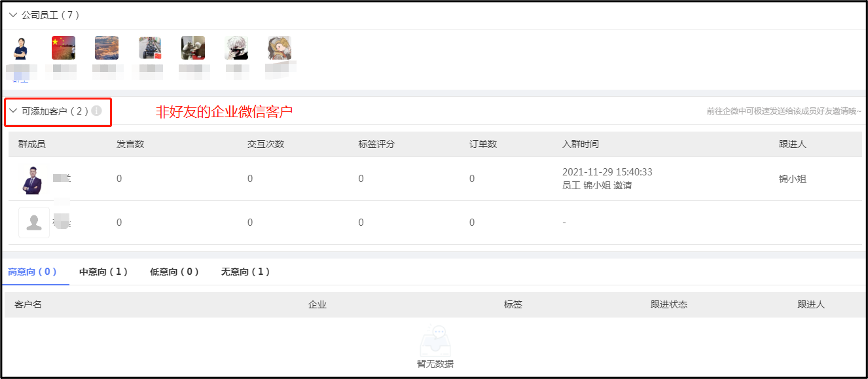 公司员工（7）
可添加客户（2）
非好友的企业微信客户
前往企微中可极速发送给该成员好友邀请哦~
群成员 发言数 交互次数 标签评分 订单数 入群时间 跟进人
0 0 0 0 2021-11-29 15:40:33
员工 锦小姐 邀请
锦小姐
0 0 0 0 -
高意向（0） 中意向（1） 低意向（0） 无意向（1）
客户名 企业 标签 跟进状态 跟进人
暂无数据